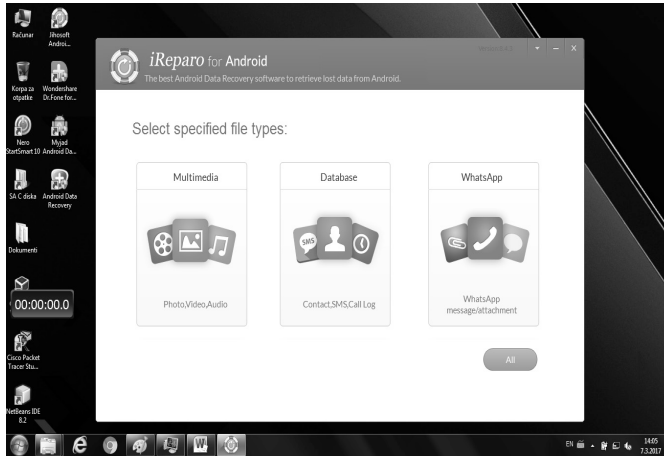 Računar
Jihosoft
Androi...
Korpa za
otpatke
Wondershare
Dr.Fone for...
Nero
StartSmart 10
Myjad
Android Da...
SA C diska
Android Data
Recovery
Dokumenti
00:00:00.0
Cisco Packet
Tracer Stu...
NetBeans IDE
8.2
iReparo for Android
The best Android Data Recovery software to retrieve lost data from Android.
Select specified file types:
Multimedia
Photo,Video,Audio
Database
SMS
Contact,SMS,Call Log
WhatsApp
WhatsApp
message/attachment
All
EN
14:05
7.3.2017